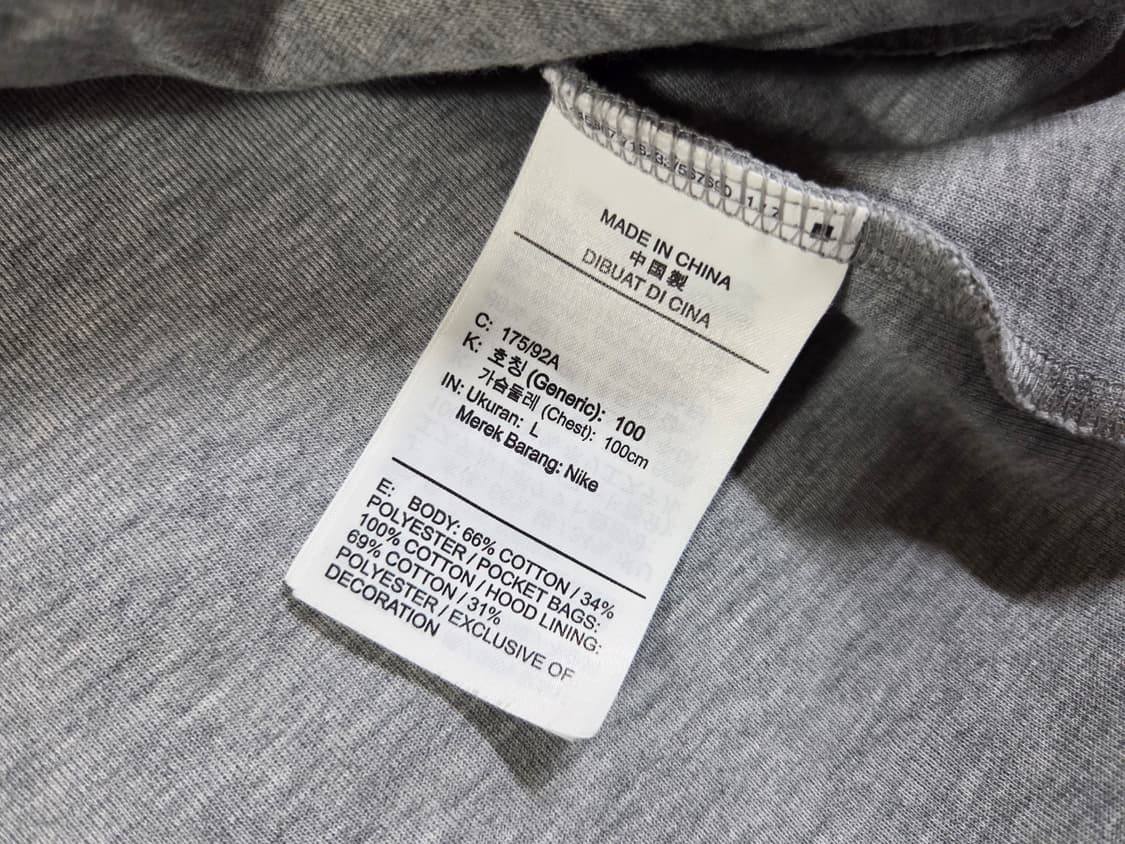 MADE IN CHINA
中国製
DIBUAT DI CINA
C: 175/92A
K: 호칭 (Generic): 100
가슴둘레 (Chest): 100cm
IN: Ukuran: L
Merek Barang: Nike
E: BODY: 66% COTTON / 34%
POLYESTER / POCKET BAGS:
100% COTTON / HOOD LINING:
69% COTTON / 31%
POLYESTER / EXCLUSIVE OF
DECORATION